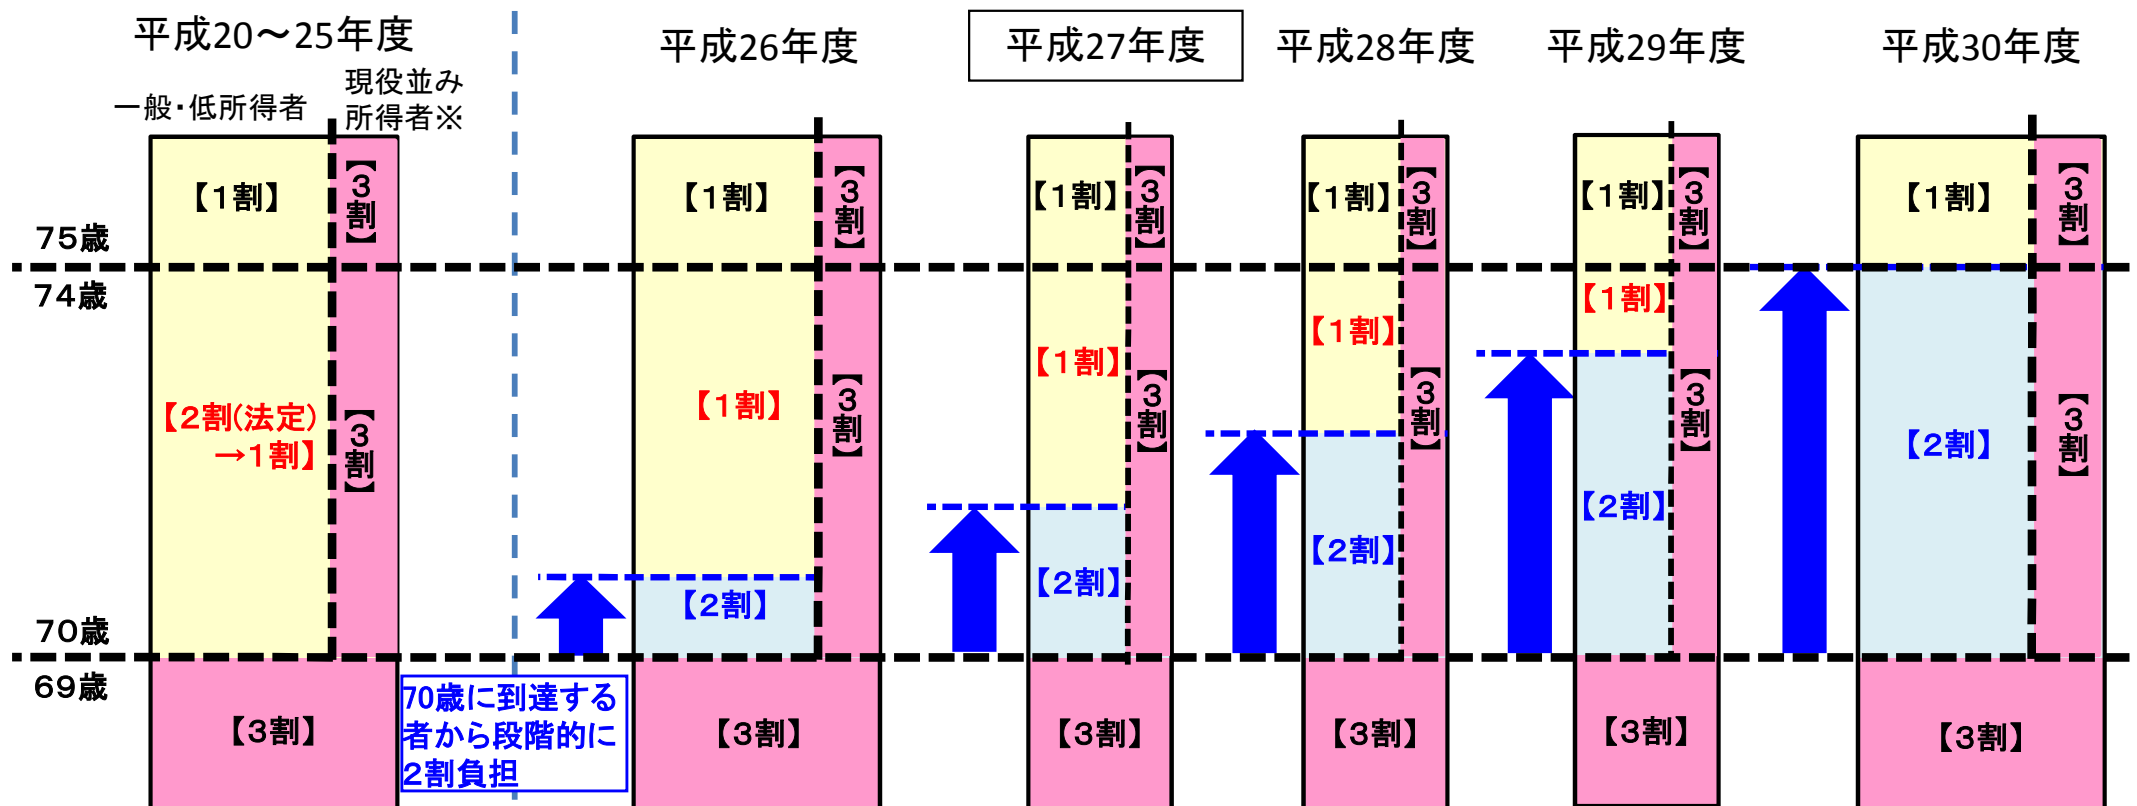 平成20～25年度
平成26年度
平成27年度
平成28年度
平成29年度
平成30年度
一般・低所得者
現役並み
所得者※
【1割】
【3割】
【1割】
【3割】
【1割】
【3割】
【1割】
【3割】
【1割】
【3割】
【1割】
【3割】
75歳
74歳
【2割(法定)
→1割】
【3割】
【1割】
【3割】
【1割】
【3割】
【1割】
【3割】
【1割】
【3割】
【2割】
【3割】
【2割】
【2割】
【2割】
【2割】
70歳
69歳
70歳に到達する
者から段階的に
2割負担
【3割】
【3割】
【3割】
【3割】
【3割】
【3割】